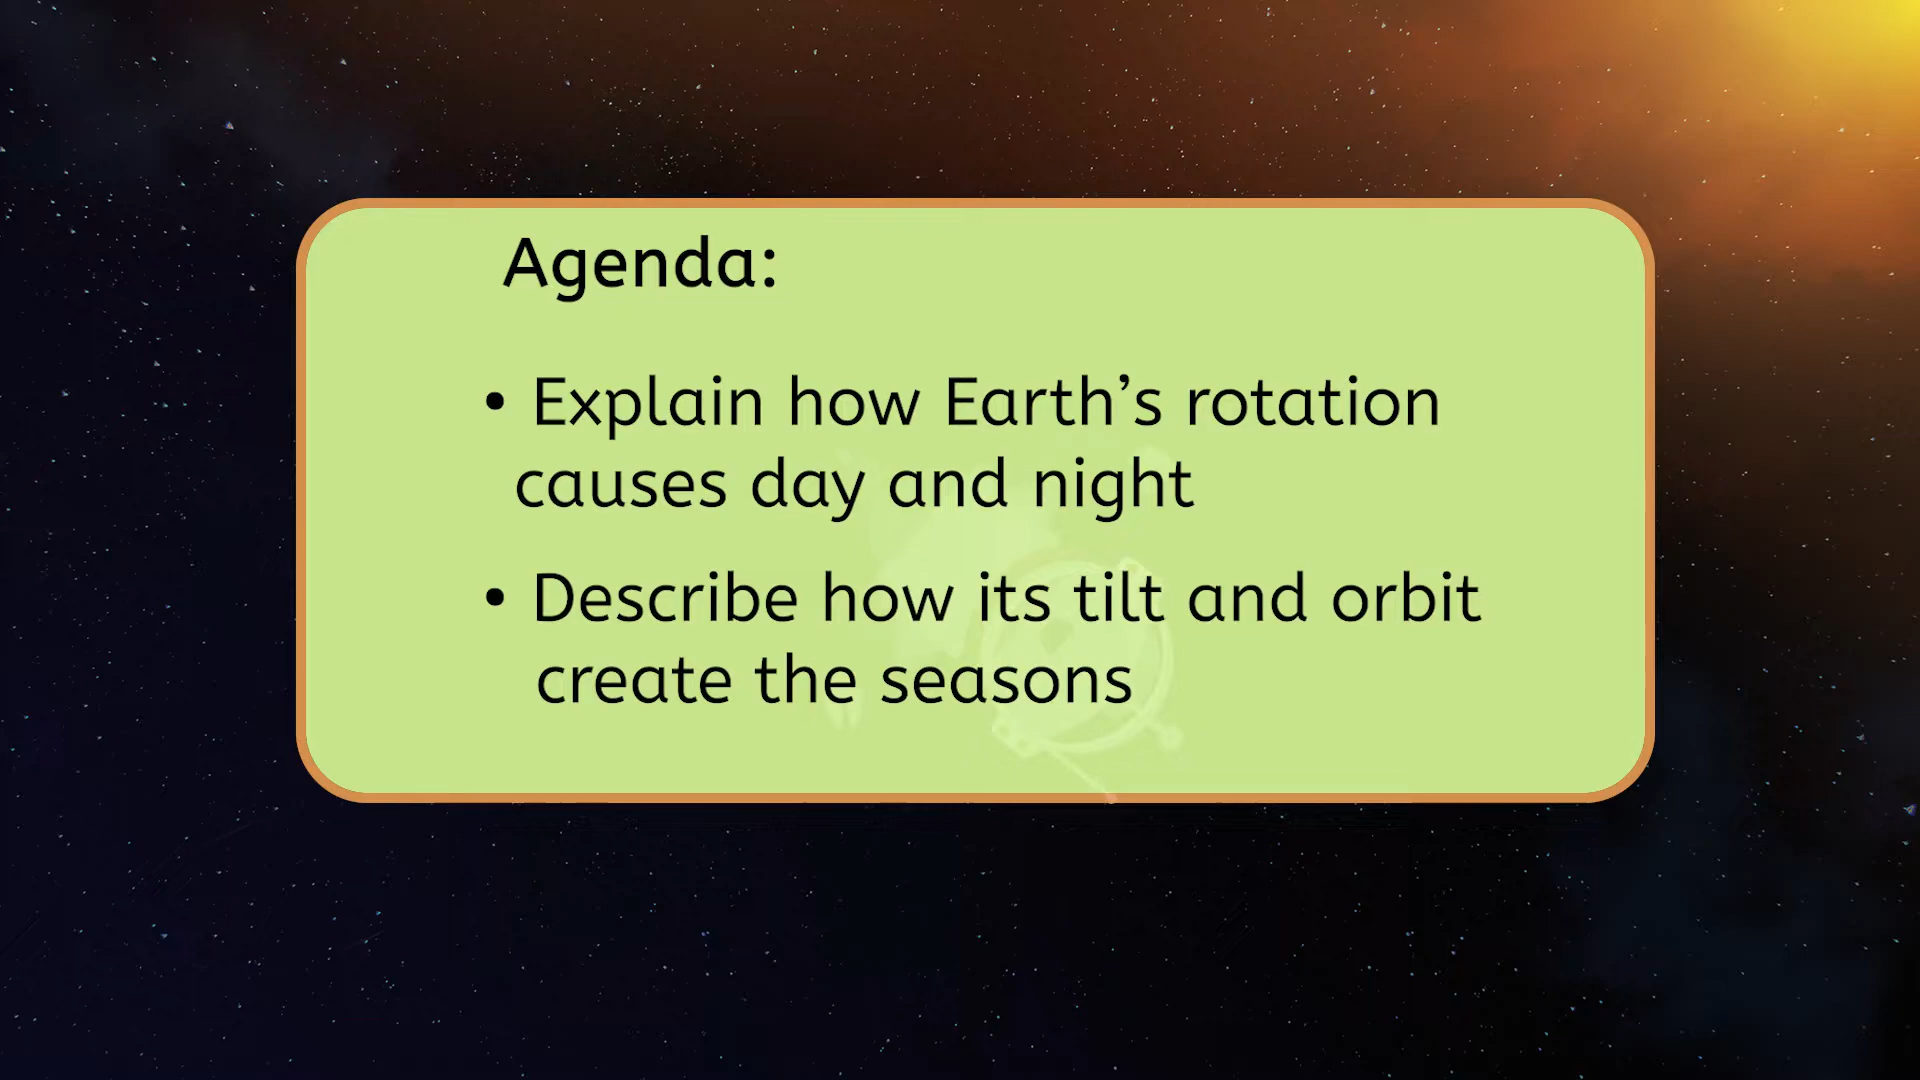 Agenda:
• Explain how Earth’s rotation
causes day and night
• Describe how its tilt and orbit
create the seasons